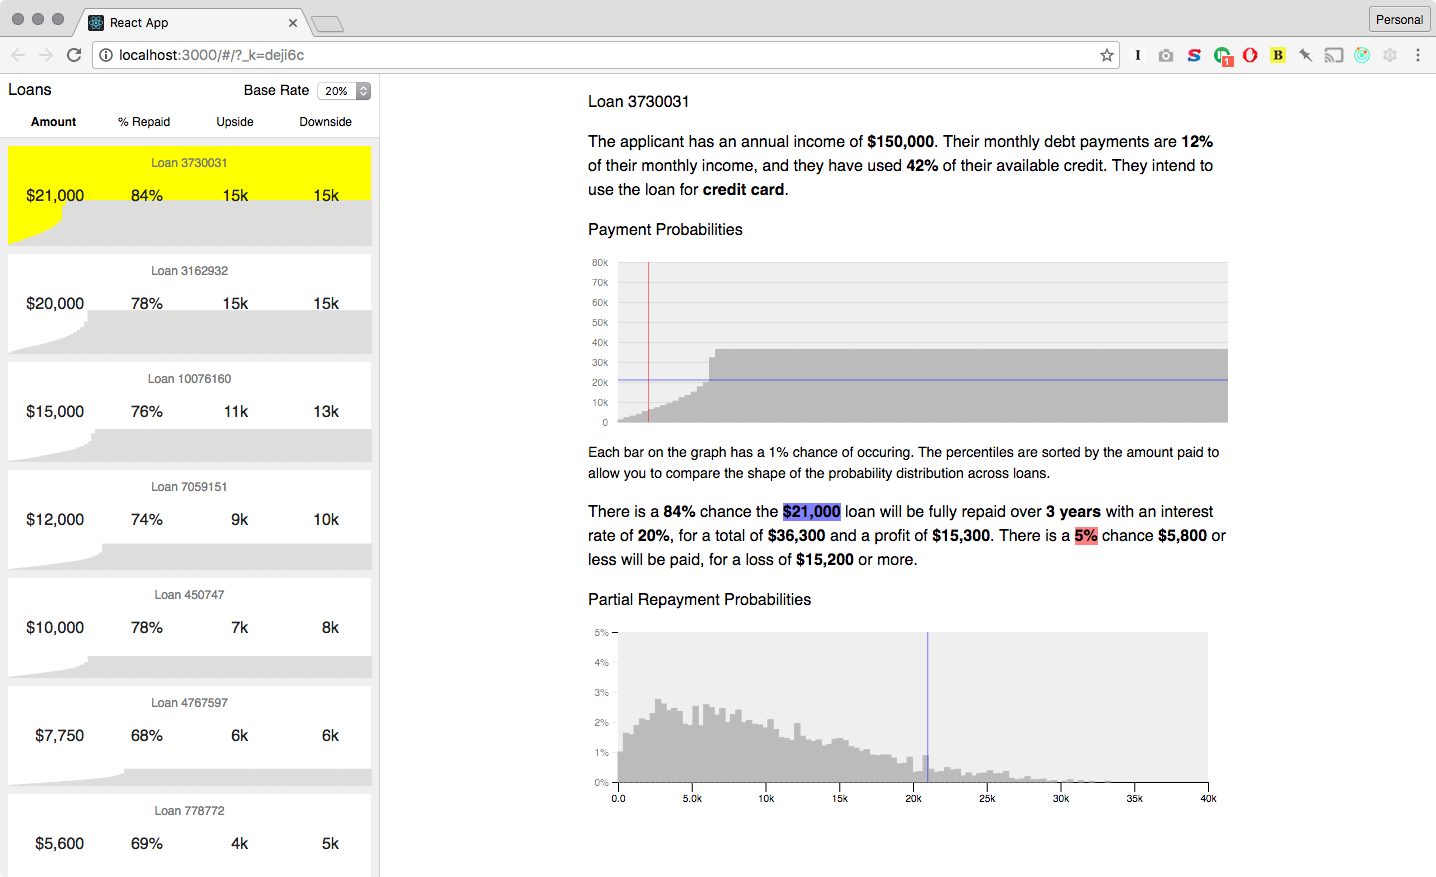 React App
Personal
localhost:3000/#/?_k=deji6c
I
S
1
B
Loans
Base Rate
20%
Amount % Repaid Upside Downside
Loan 3730031
$21,000 84% 15k 15k
Loan 3162932
$20,000 78% 15k 15k
Loan 10076160
$15,000 76% 11k 13k
Loan 7059151
$12,000 74% 9k 10k
Loan 450747
$10,000 78% 7k 8k
Loan 4767597
$7,750 68% 6k 6k
Loan 778772
$5,600 69% 4k 5k
Loan 3730031
The applicant has an annual income of $150,000. Their monthly debt payments are 12%
of their monthly income, and they have used 42% of their available credit. They intend to
use the loan for credit card.
Payment Probabilities
80k
70k
60k
50k
40k
30k
20k
10k
0
Each bar on the graph has a 1% chance of occuring. The percentiles are sorted by the amount paid to
allow you to compare the shape of the probability distribution across loans.
There is a 84% chance the $21,000 loan will be fully repaid over 3 years with an interest
rate of 20%, for a total of $36,300 and a profit of $15,300. There is a 5% chance $5,800 or
less will be paid, for a loss of $15,200 or more.
Partial Repayment Probabilities
5%
4%
3%
2%
1%
0%
0.0 5.0k 10k 15k 20k 25k 30k 35k 40k